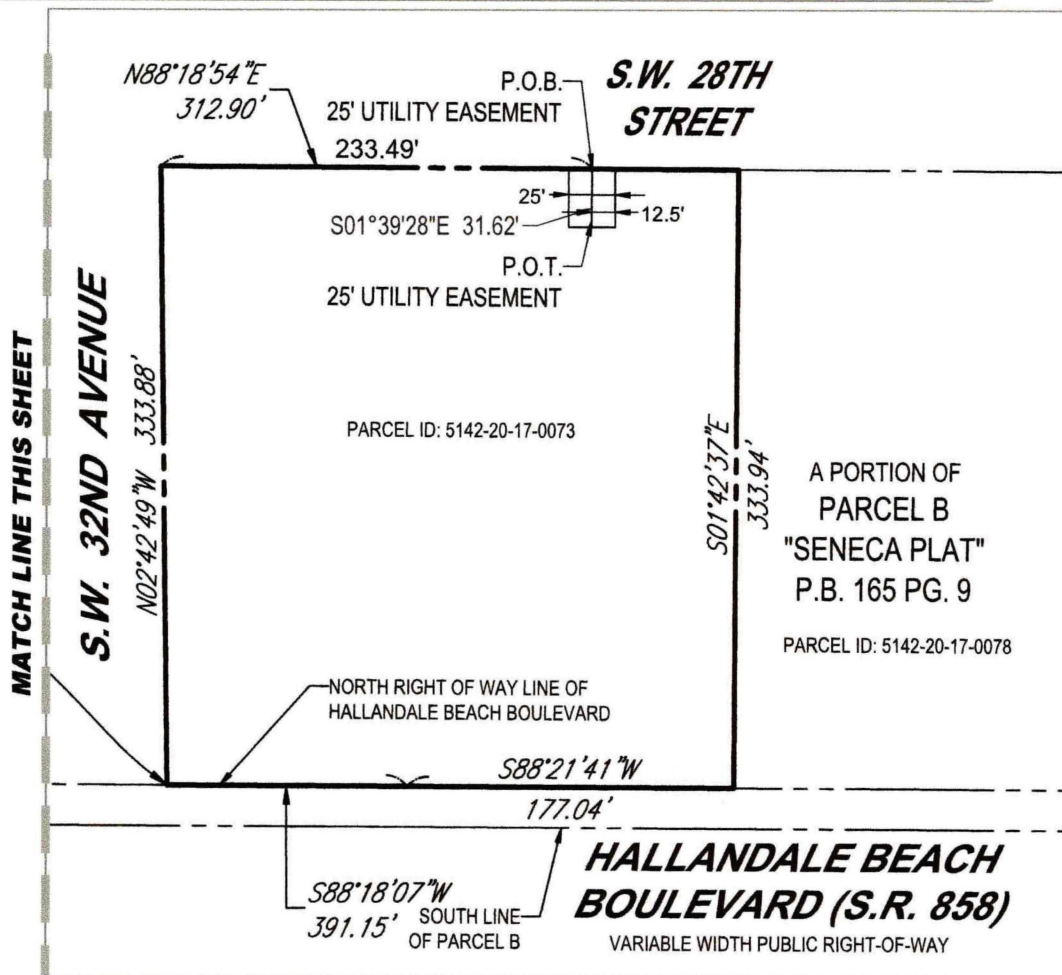 N88°18'54"E
312.90'
P.O.B.
25' UTILITY EASEMENT
233.49'
S.W. 28TH
STREET
25'
12.5'
S01°39'28"E 31.62'
P.O.T.
25' UTILITY EASEMENT
MATCH LINE THIS SHEET
S.W. 32ND AVENUE
N02°42'49"W 333.88'
PARCEL ID: 5142-20-17-0073
S01°42'37"E
333.94'
A PORTION OF
PARCEL B
"SENECA PLAT"
P.B. 165 PG. 9
PARCEL ID: 5142-20-17-0078
NORTH RIGHT OF WAY LINE OF
HALLANDALE BEACH BOULEVARD
S88°21'41"W
177.04'
S88°18'07"W
391.15'
SOUTH LINE
OF PARCEL B
HALLANDALE BEACH
BOULEVARD (S.R. 858)
VARIABLE WIDTH PUBLIC RIGHT-OF-WAY